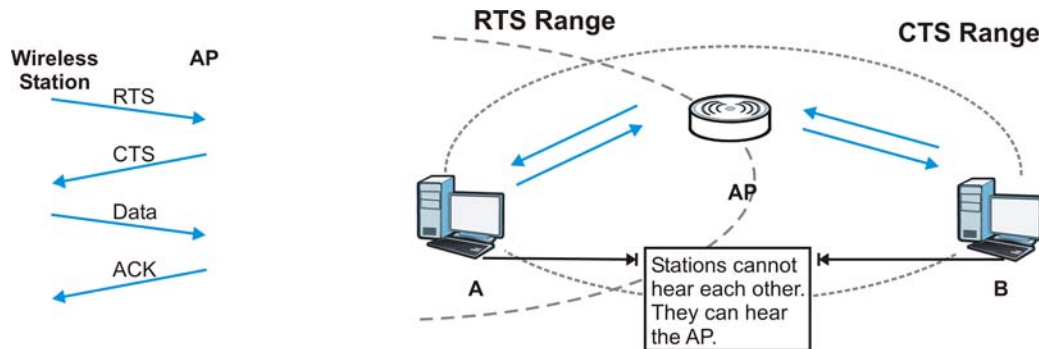 Wireless
Station
AP
RTS
CTS
Data
ACK
RTS Range
CTS Range
AP
A
Stations cannot
hear each other.
They can hear
the AP.
B